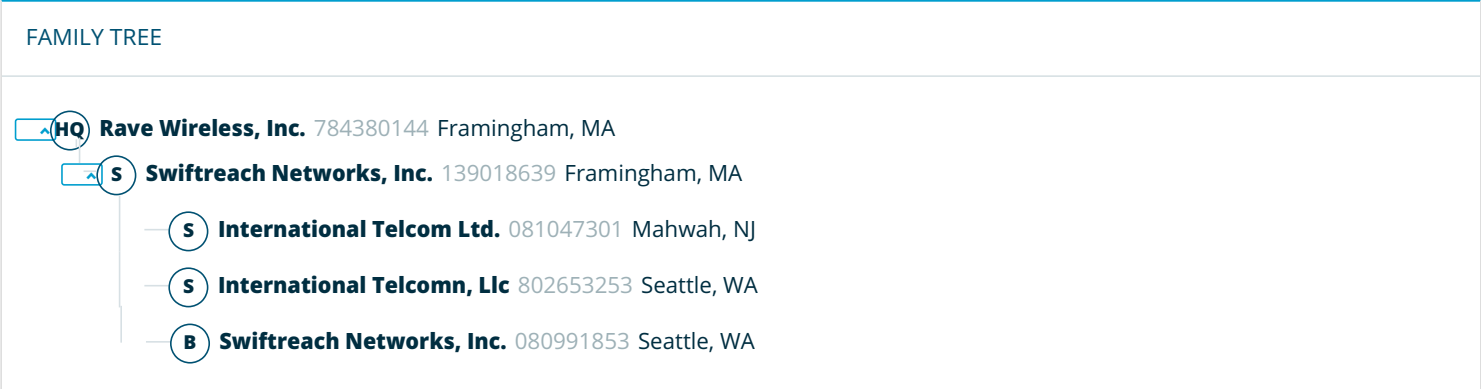 FAMILY TREE
HQ Rave Wireless, Inc. 784380144 Framingham, MA
S Swiftreach Networks, Inc. 139018639 Framingham, MA
S International Telcom Ltd. 081047301 Mahwah, NJ
S International Telcomn, Llc 802653253 Seattle, WA
B Swiftreach Networks, Inc. 080991853 Seattle, WA